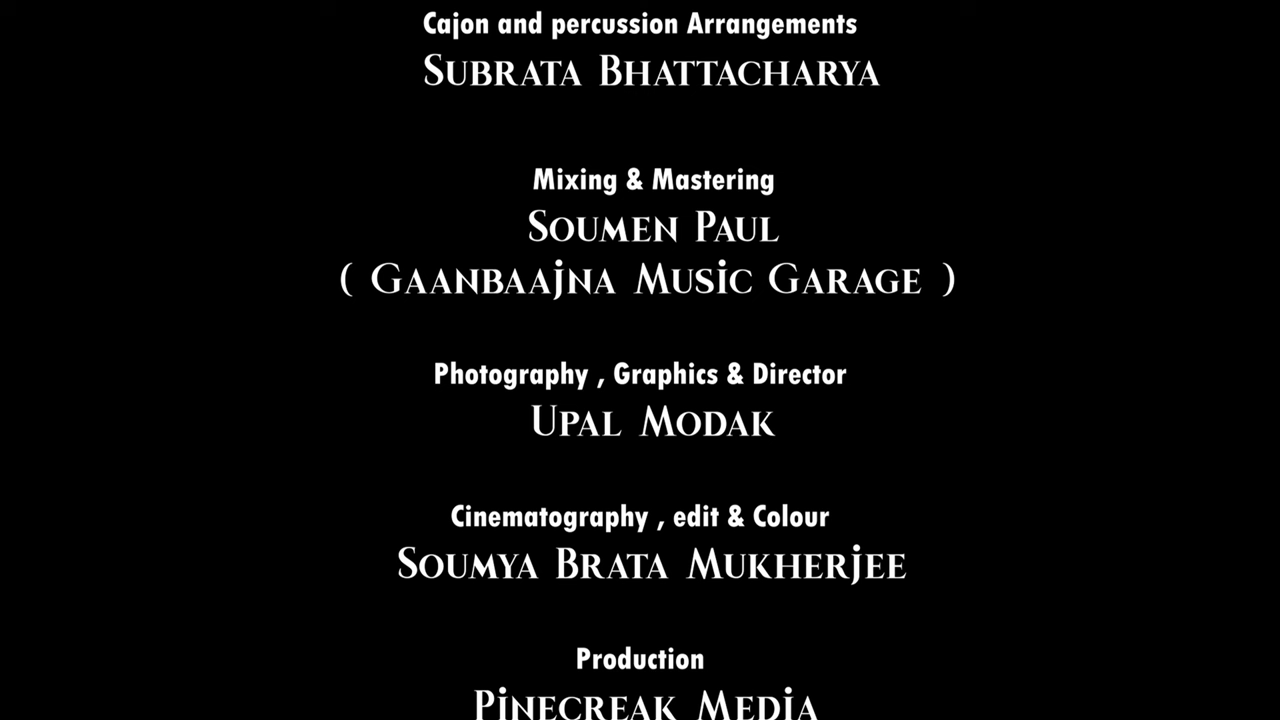 Cajon and percussion Arrangements
Subrata Bhattacharya
Mixing & Mastering
Soumen Paul
( Gaanbaajna Music Garage )
Photography , Graphics & Director
Upal Modak
Cinematography , edit & Colour
Soumya Brata Mukherjee
Production
Pinecreak Media